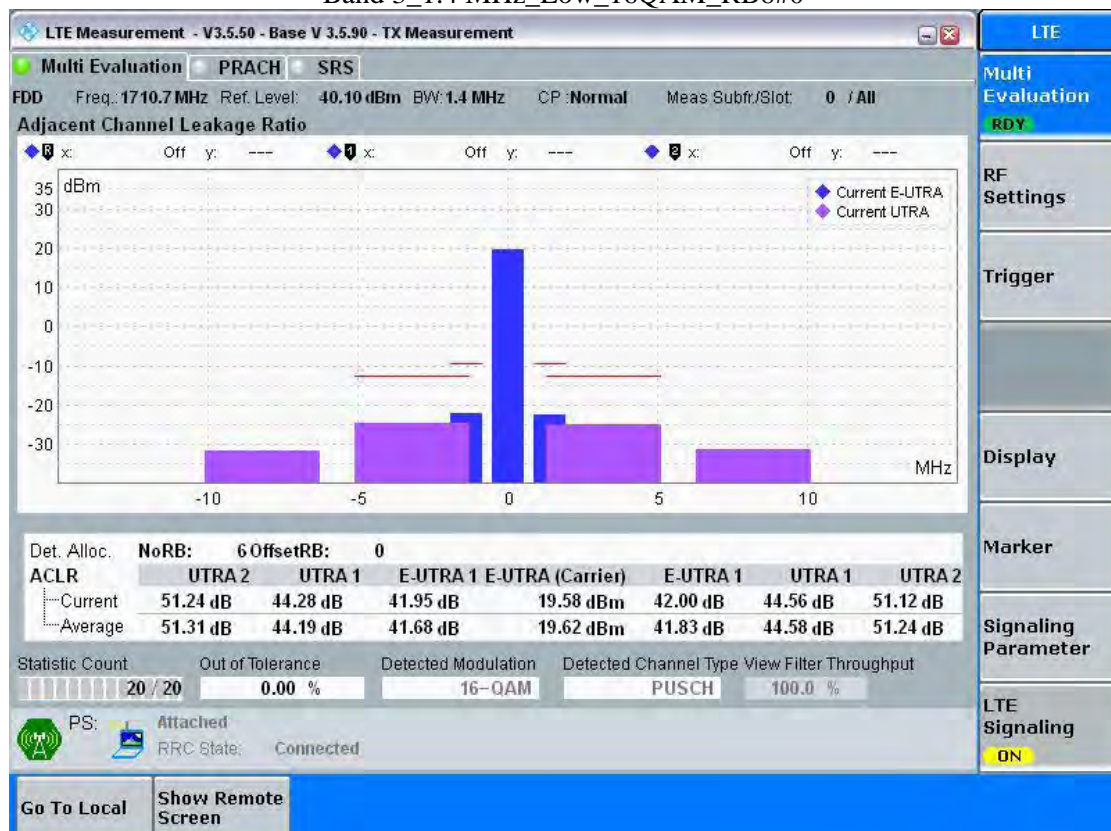 LTE Measurement - V3.5.50 - Base V 3.5.90 - TX Measurement
LTE
Multi Evaluation PRACH SRS
Multi
Evaluation
RDY
FDD Freq.: 1710.7 MHz Ref. Level: 40.10 dBm BW: 1.4 MHz CP :Normal Meas Subfr./Slot: 0 / All
Adjacent Channel Leakage Ratio
R x: Off y: --- 1 x: Off y: --- 2 x: Off y: ---
35 dBm
30
20
10
0
-10
-20
-30
Current E-UTRA
Current UTRA
MHz
-10 -5 0 5 10
RF
Settings
Trigger
Display
Marker
Signaling
Parameter
LTE
Signaling
ON
Det. Alloc. NoRB: 6 OffsetRB: 0
ACLR UTRA 2 UTRA 1 E-UTRA 1 E-UTRA (Carrier) E-UTRA 1 UTRA 1 UTRA 2
Current 51.24 dB 44.28 dB 41.95 dB 19.58 dBm 42.00 dB 44.56 dB 51.12 dB
Average 51.31 dB 44.19 dB 41.68 dB 19.62 dBm 41.83 dB 44.58 dB 51.24 dB
Statistic Count Out of Tolerance Detected Modulation Detected Channel Type View Filter Throughput
20 / 20 0.00 % 16-QAM PUSCH 100.0 %
PS: Attached
RRC State: Connected
Go To Local
Show Remote
Screen